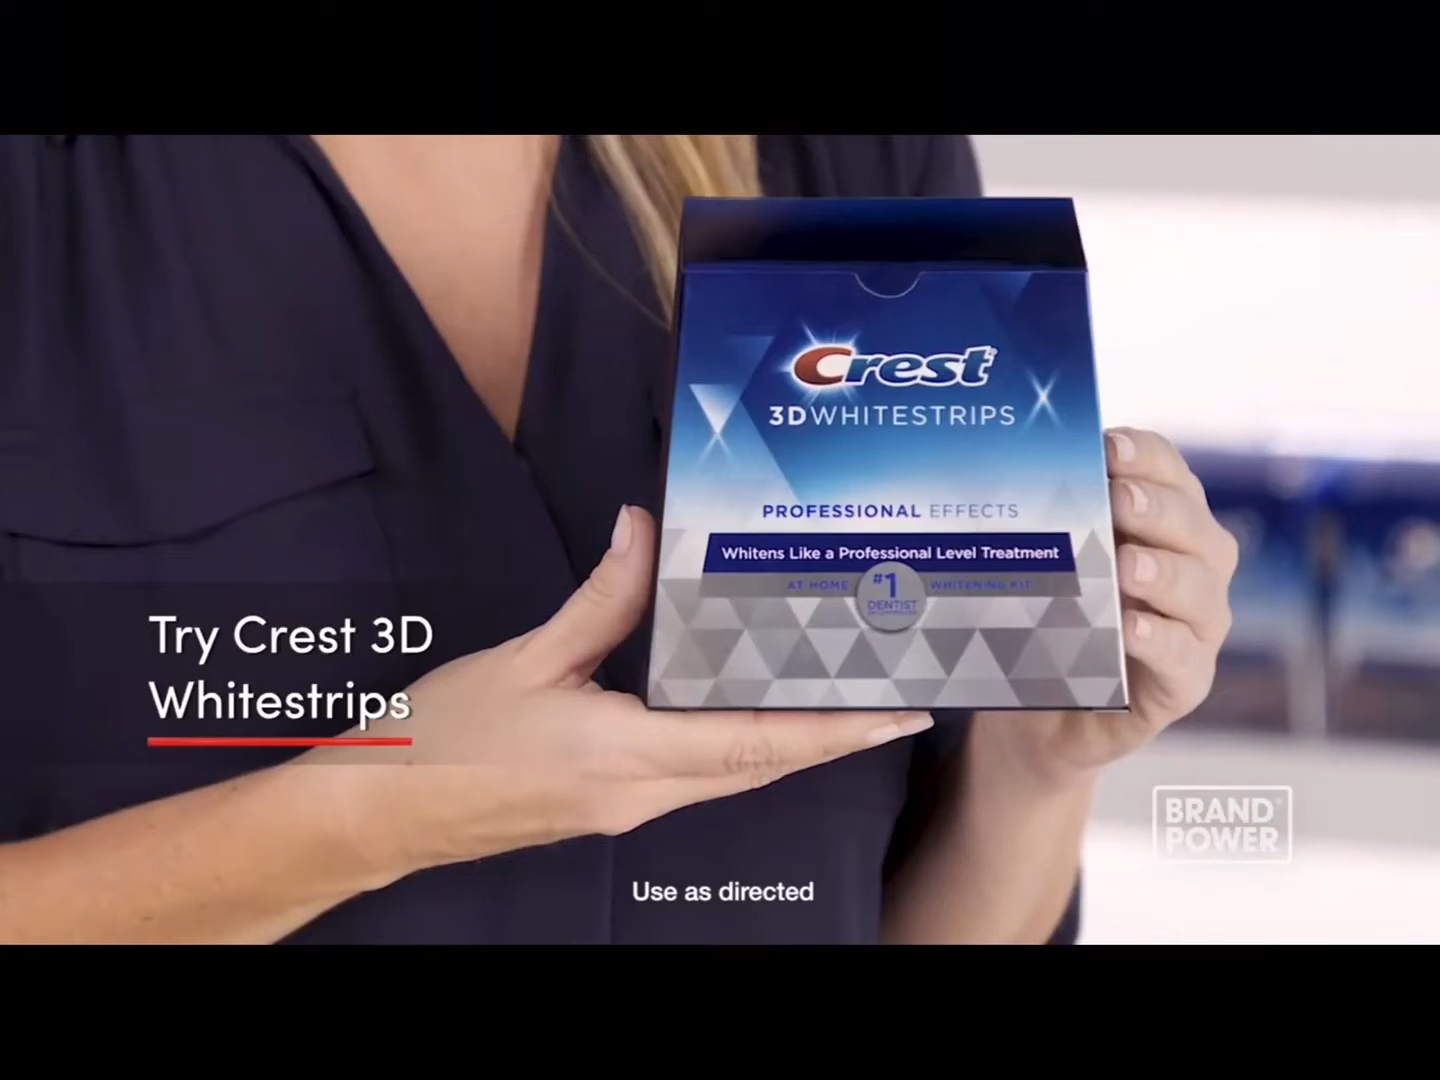 Crest
3DWHITESTRIPS
PROFESSIONAL EFFECTS
Whitens Like a Professional Level Treatment
AT HOME WHITENING KIT
#1
DENTIST
Try Crest 3D
Whitestrips
BRAND
POWER
Use as directed